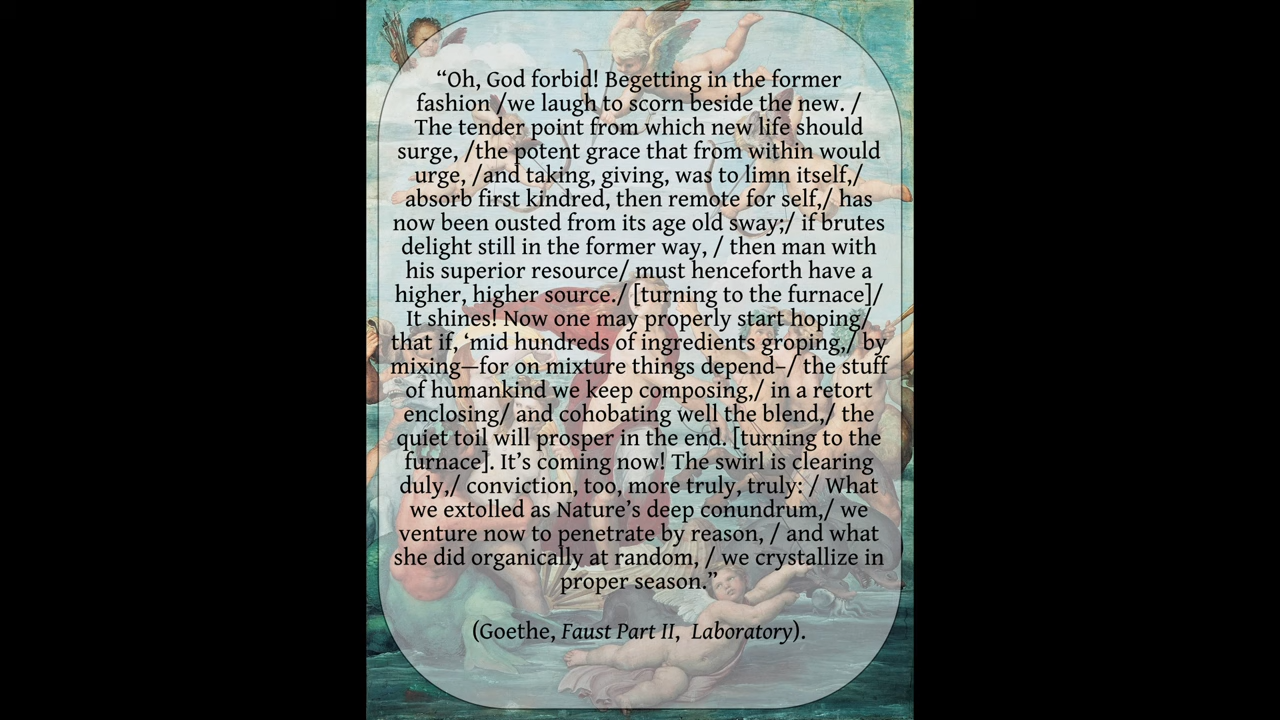 “Oh, God forbid! Begetting in the former
fashion /we laugh to scorn beside the new. /
The tender point from which new life should
surge, /the potent grace that from within would
urge, /and taking, giving, was to limn itself,/
absorb first kindred, then remote for self,/ has
now been ousted from its age old sway;/ if brutes
delight still in the former way, / then man with
his superior resource/ must henceforth have a
higher, higher source./ [turning to the furnace]/
It shines! Now one may properly start hoping/
that if, ‘mid hundreds of ingredients groping,/ by
mixing—for on mixture things depend–/ the stuff
of humankind we keep composing,/ in a retort
enclosing/ and cohobating well the blend,/ the
quiet toil will prosper in the end. [turning to the
furnace]. It’s coming now! The swirl is clearing
duly,/ conviction, too, more truly, truly: / What
we extolled as Nature’s deep conundrum,/ we
venture now to penetrate by reason, / and what
she did organically at random, / we crystallize in
proper season.”
(Goethe, Faust Part II, Laboratory).